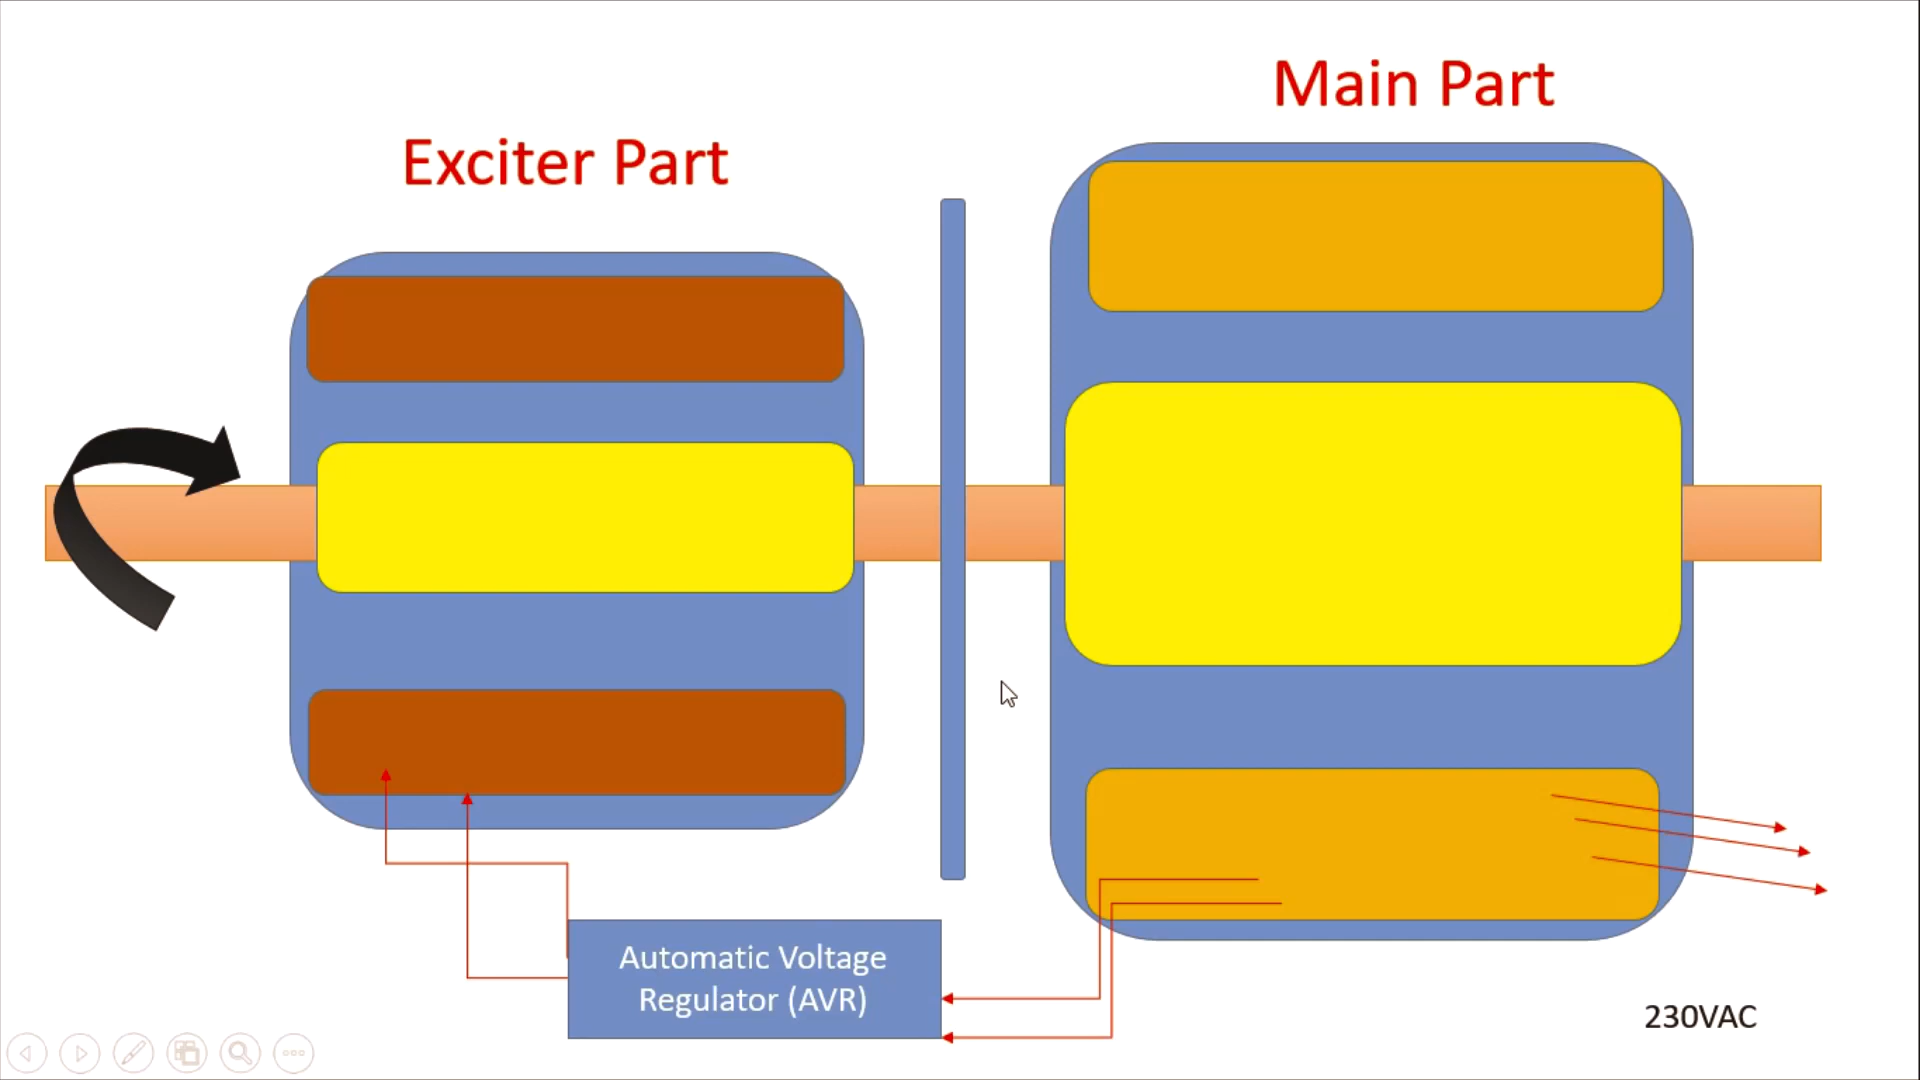 Main Part
Exciter Part
Automatic Voltage
Regulator (AVR)
230VAC